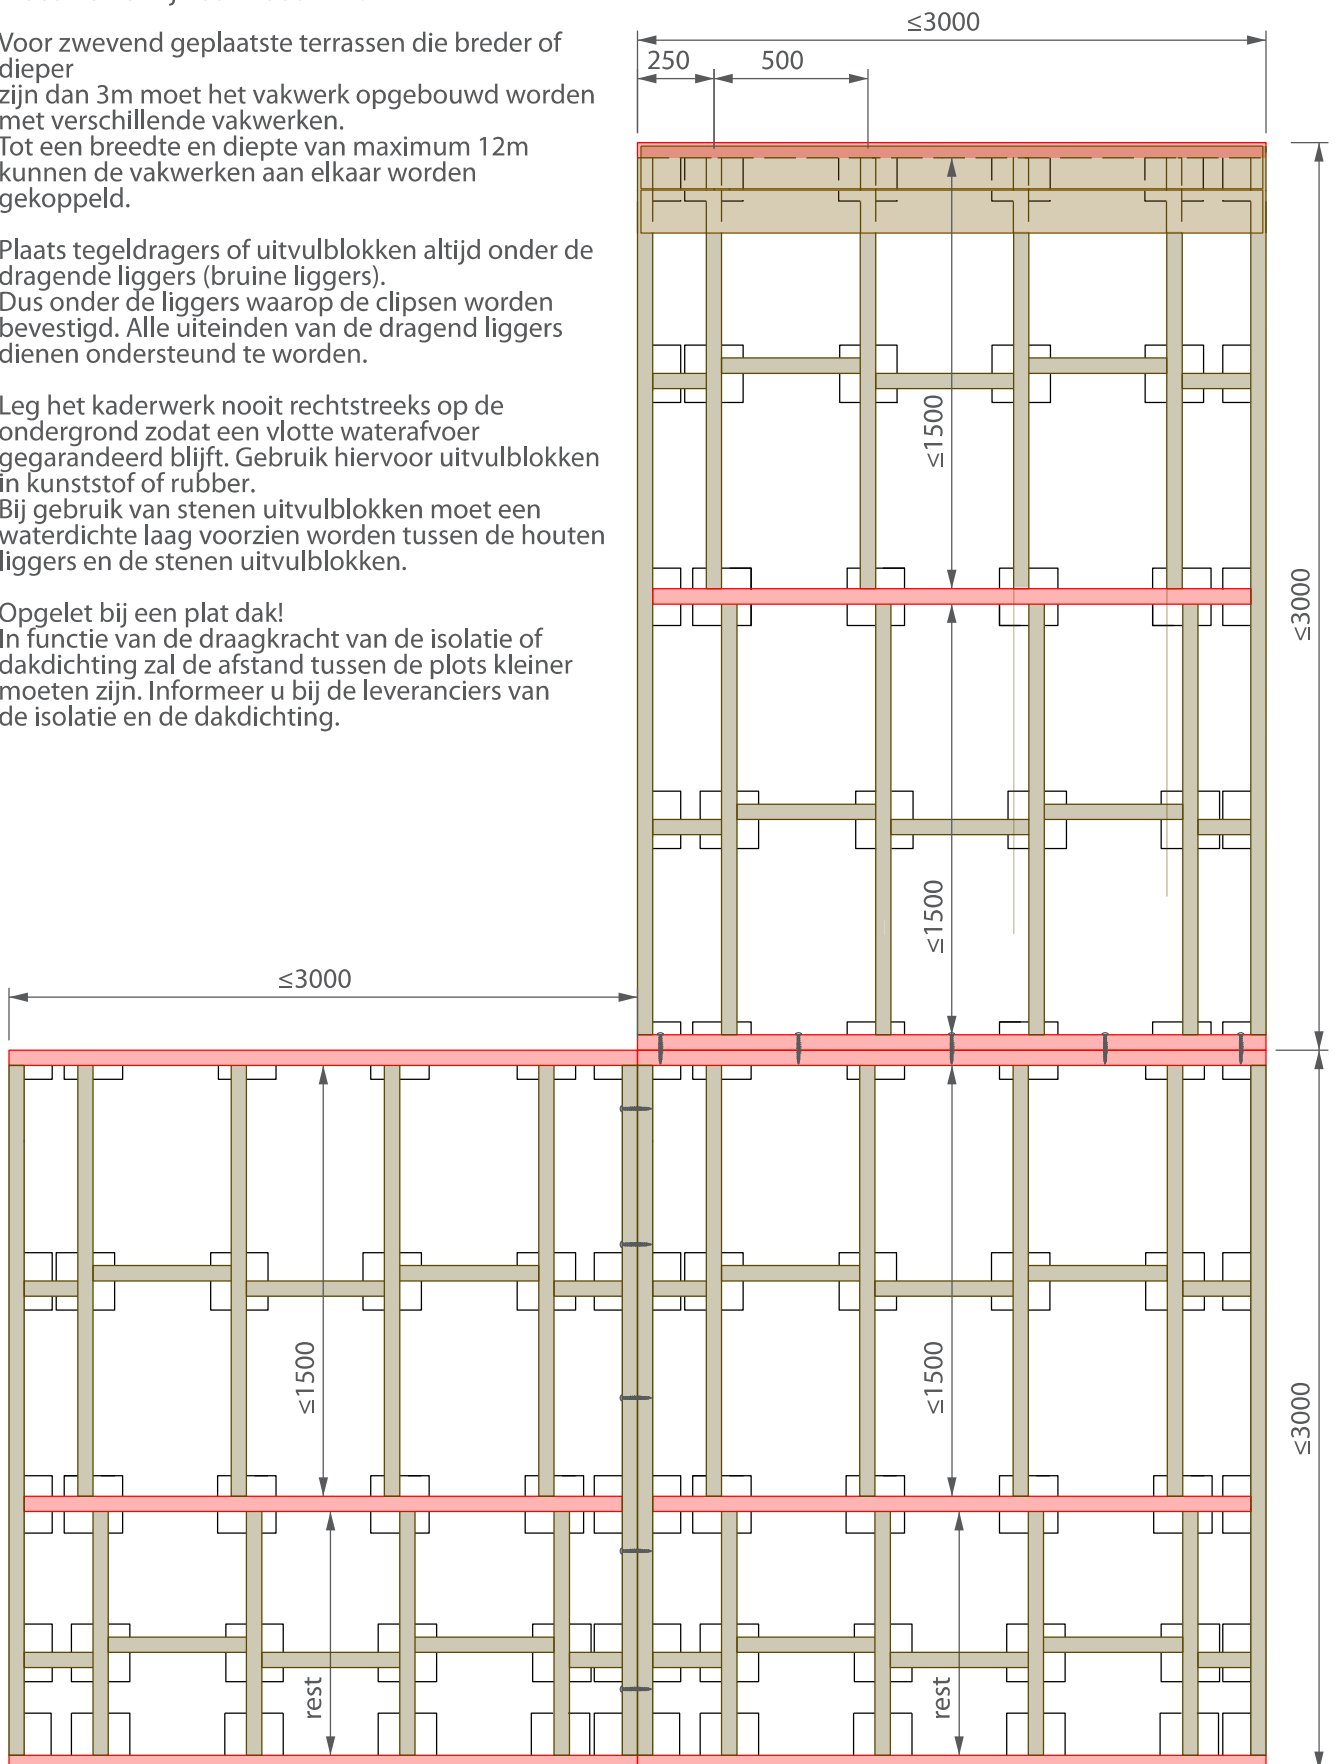 ≤3000
250
500
Voor zwevend geplaatste terrassen die breder of
dieper
zijn dan 3m moet het vakwerk opgebouwd worden
met verschillende vakwerken.
Tot een breedte en diepte van maximum 12m
kunnen de vakwerken aan elkaar worden
gekoppeld.
Plaats tegeldragers of uitvulblokken altijd onder de
dragende liggers (bruine liggers).
Dus onder de liggers waarop de clipsen worden
bevestigd. Alle uiteinden van de dragend liggers
dienen ondersteund te worden.
Leg het kaderwerk nooit rechtstreeks op de
ondergrond zodat een vlotte waterafvoer
gegarandeerd blijft. Gebruik hiervoor uitvulblokken
in kunststof of rubber.
Bij gebruik van stenen uitvulblokken moet een
waterdichte laag voorzien worden tussen de houten
liggers en de stenen uitvulblokken.
Opgelet bij een plat dak!
In functie van de draagkracht van de isolatie of
dakdichting zal de afstand tussen de plots kleiner
moeten zijn. Informeer u bij de leveranciers van
de isolatie en de dakdichting.
≤1500
≤3000
≤1500
≤3000
≤1500
≤1500
≤3000
rest
rest